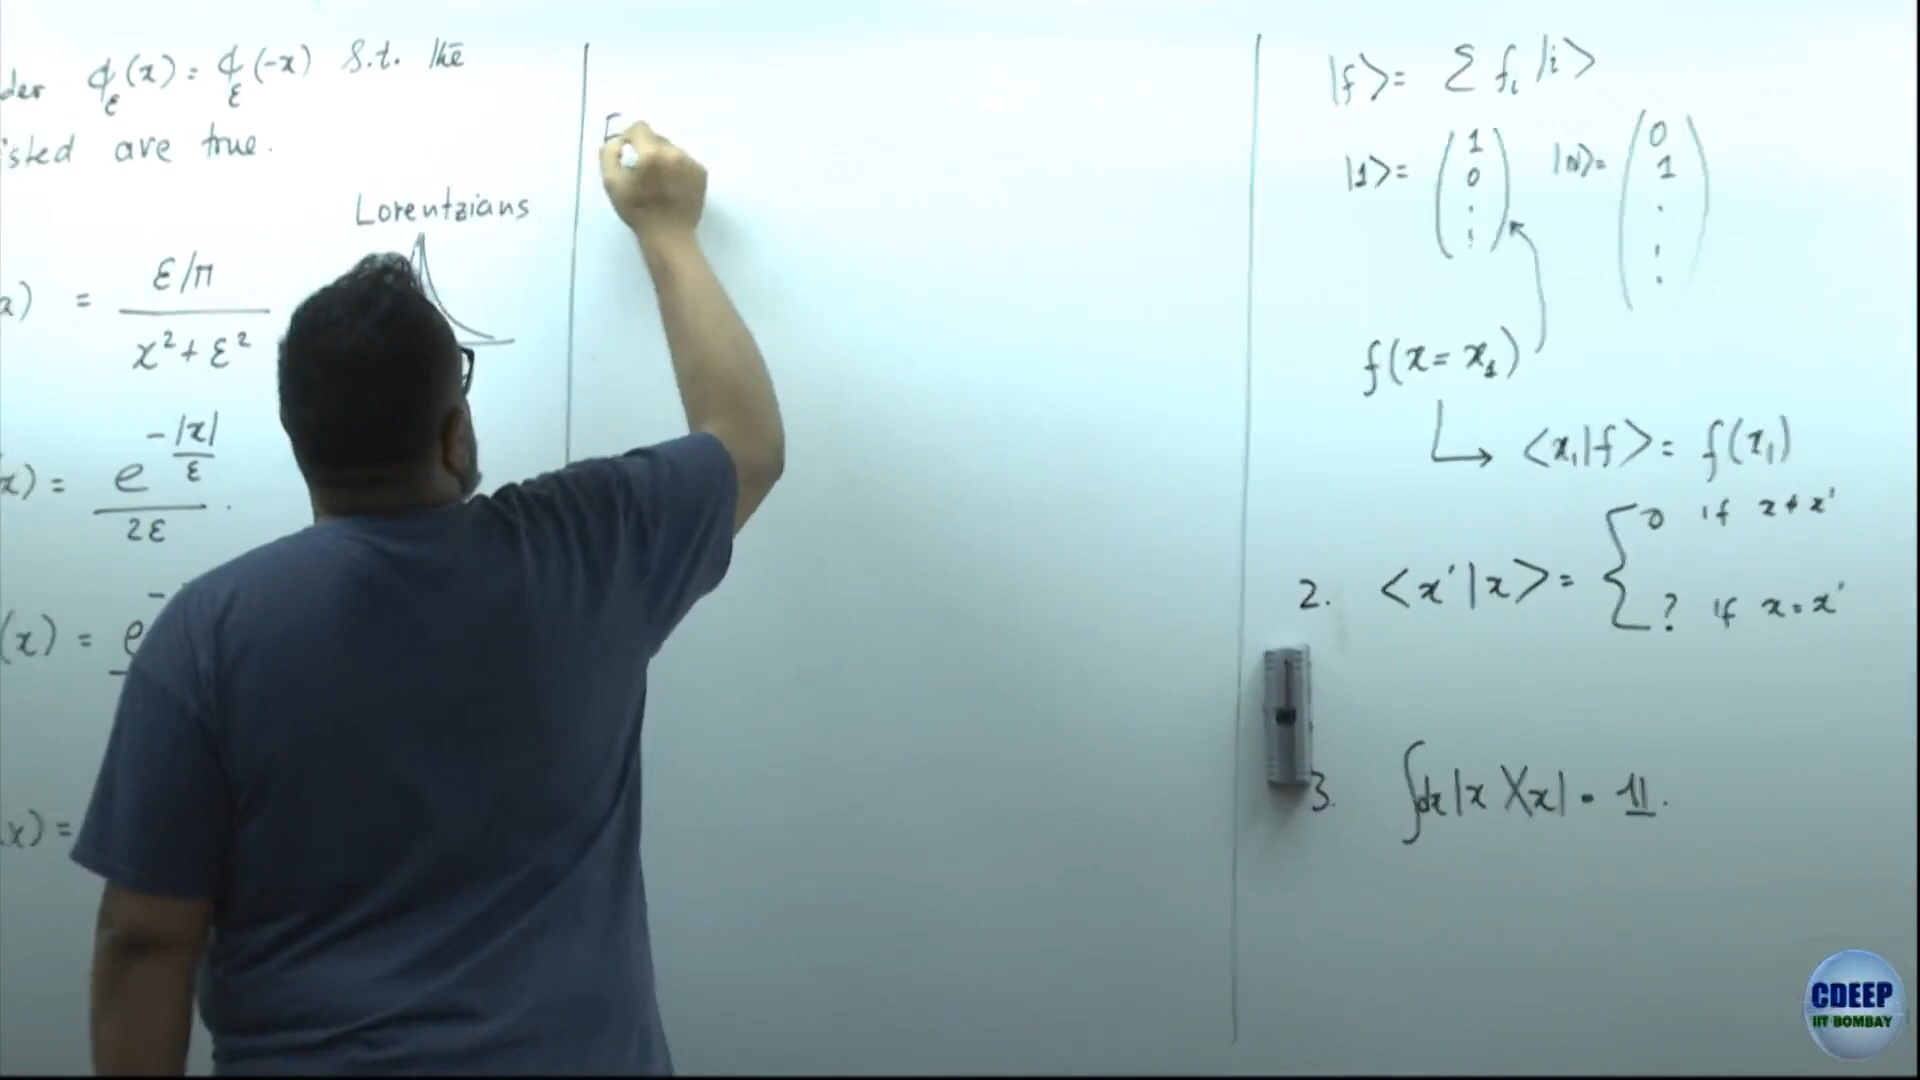 der ϕ_ε(x) = ϕ_ε(-x) s.t. the
isted are true.
Lorentzians
= ε/π / x² + ε²
x) = e^(-|x|/ε) / 2ε .
(x) = e^-
x) =
|f> = Σ f_i |i>
|1> = ( 1 0 : : ) |N> = ( 0 1 . . . )
f(x = x_1)
↳ <x_1|f> = f(x_1)
2. <x'|x> = { 0 if x ≠ x'
? if x = x'
3. ∫dx |x><x| = 1.
CDEEP
IIT BOMBAY